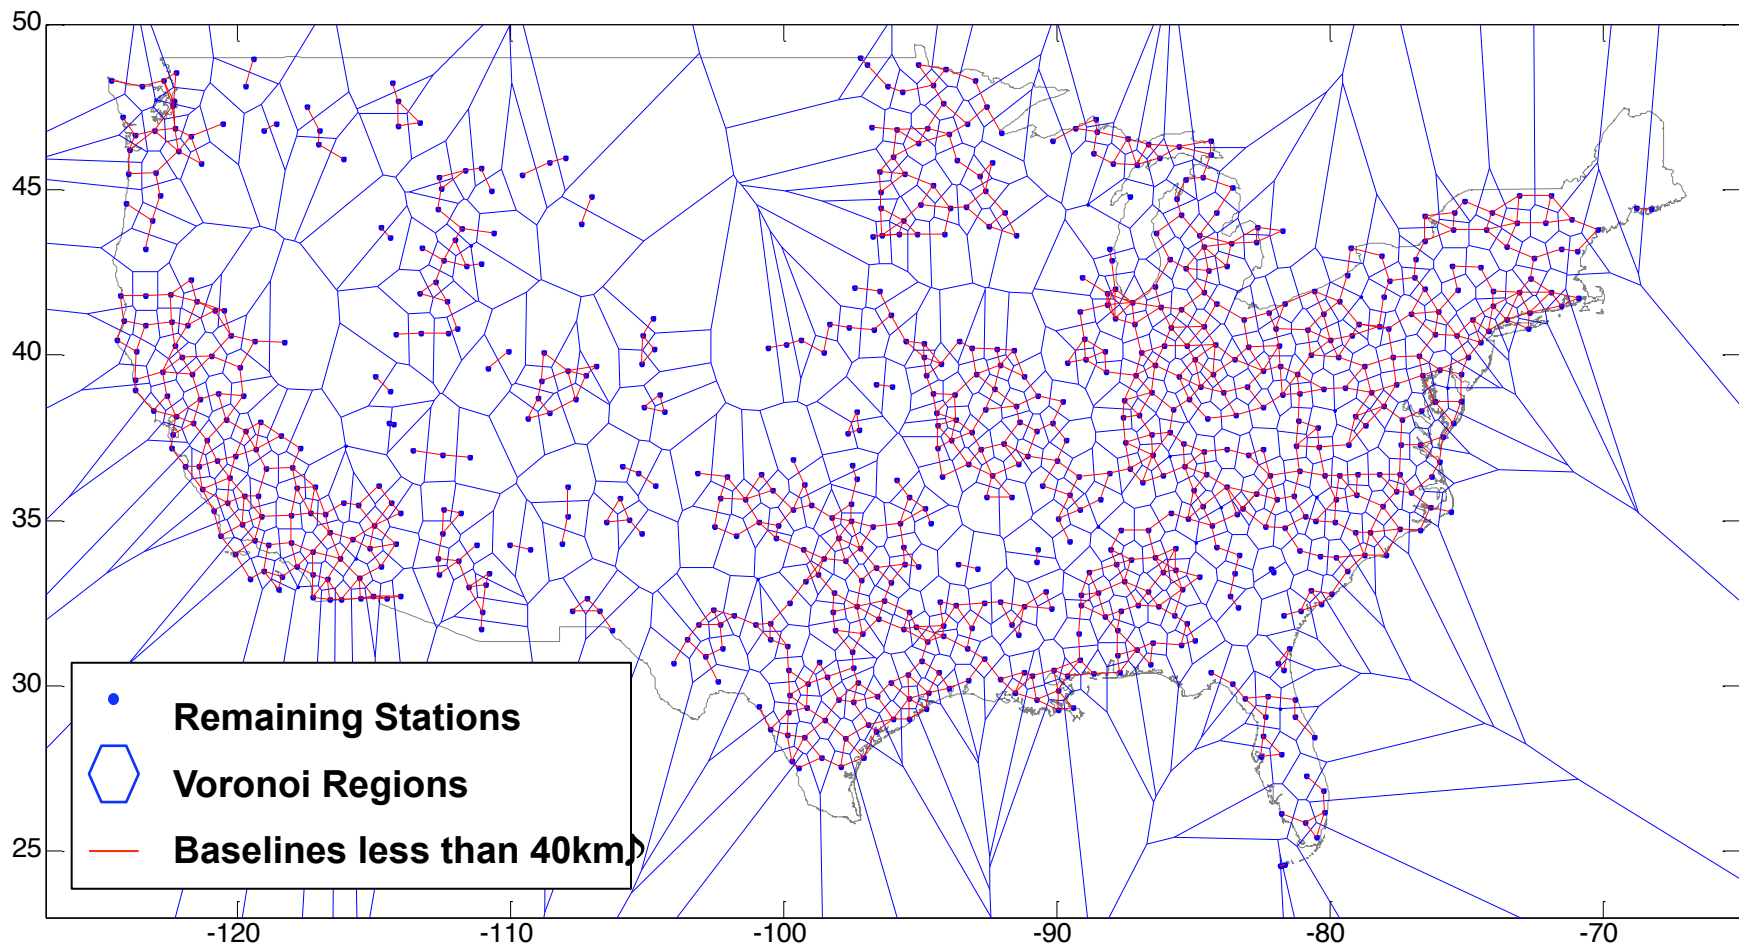 50
45
40
35
30
25
Remaining Stations
Voronoi Regions
Baselines less than 40km♪
-120 -110 -100 -90 -80 -70